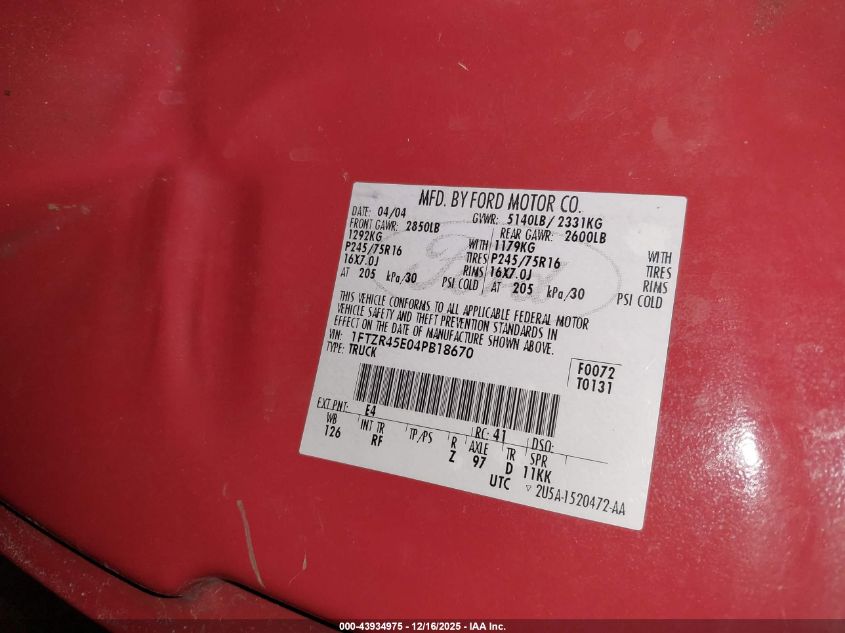 MFD. BY FORD MOTOR CO.
DATE: 04/04 GVWR: 5140LB/ 2331KG
FRONT GAWR: 2850LB REAR GAWR: 2600LB
1292KG WITH 1179KG WITH
P245/75R16 TIRES P245/75R16 TIRES
16X7.0J RIMS 16X7.0J RIMS
AT 205 kPa/30 PSI COLD AT 205 kPa/30 PSI COLD
Ford
THIS VEHICLE CONFORMS TO ALL APPLICABLE FEDERAL MOTOR
VEHICLE SAFETY AND THEFT PREVENTION STANDARDS IN
EFFECT ON THE DATE OF MANUFACTURE SHOWN ABOVE.
VIN: 1FTZR45E04PB18670
TYPE: TRUCK
F0072
T0131
EXT PNT: E4 RC: 41 DSO:
WB INT TR TP/PS R AXLE TR SPR
126 RF Z 97 D 11KK
UTC ▽ 2U5A-1520472-AA
000-43934975 - 12/16/2025 - IAA Inc.